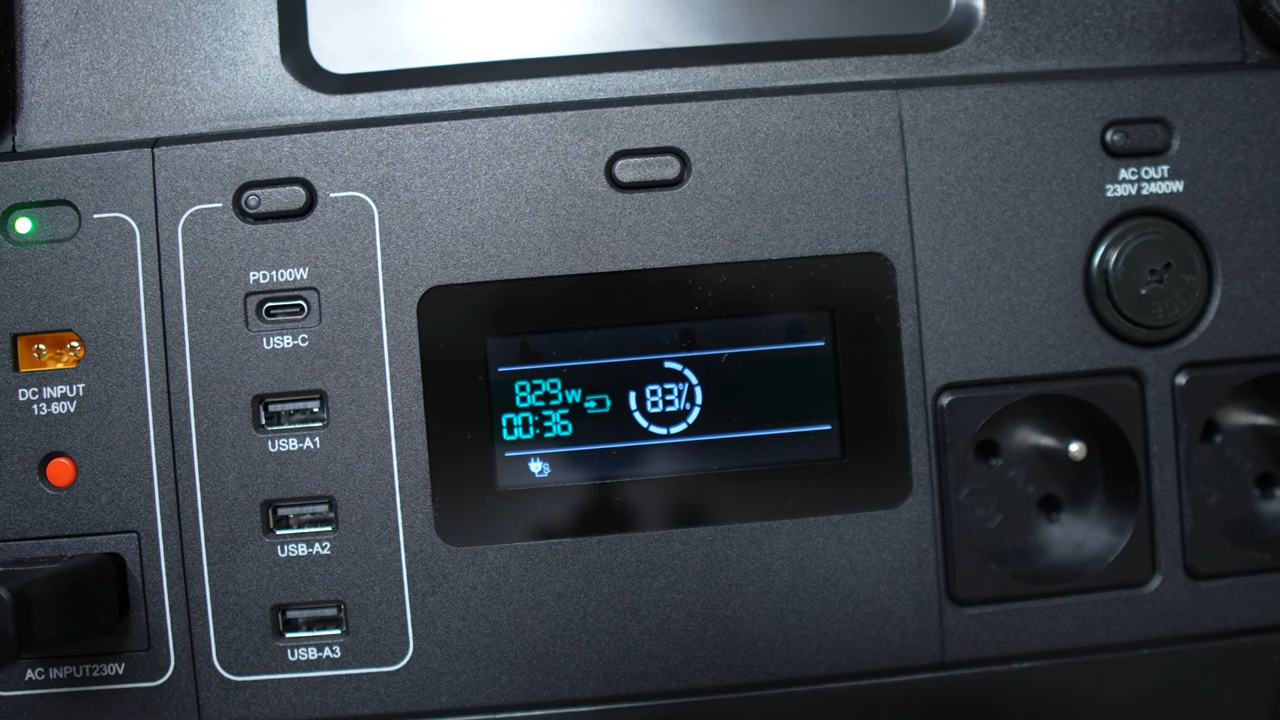 DC INPUT
13-60V
AC INPUT230V
PD100W
USB-C
USB-A1
USB-A2
USB-A3
829W
00:36
83%
AC OUT
230V 2400W